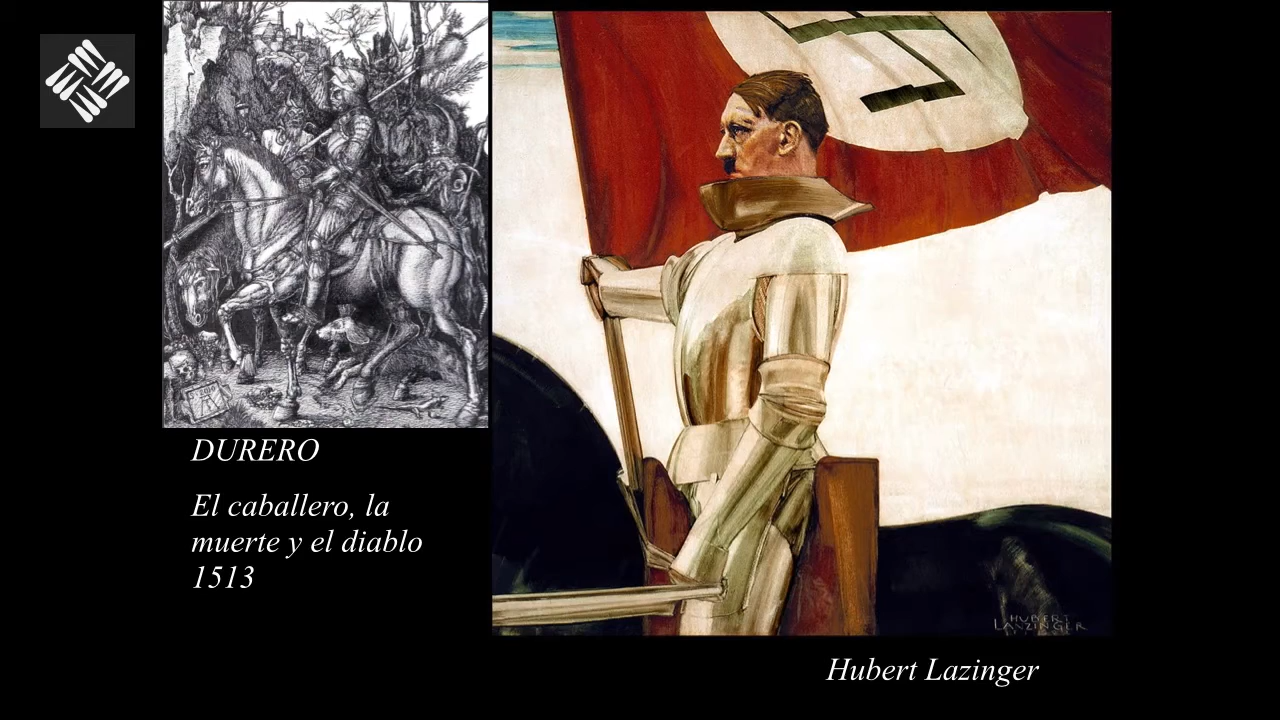 DURERO
El caballero, la
muerte y el diablo
1513
HUBERT
LANZINGER
Hubert Lazinger